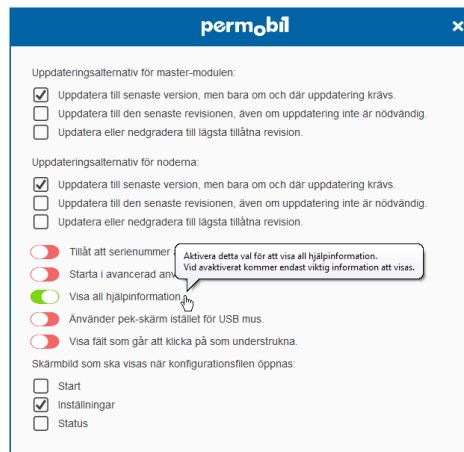 permobil
Uppdateringsalternativ för master-modulen:
Uppdatera till senaste version, men bara om och där uppdatering krävs.
Uppdatera till den senaste revisionen, även om uppdatering inte är nödvändig.
Updatera eller nedgradera till lägsta tillåtna revision.
Uppdateringsalternativ för noderna:
Uppdatera till senaste version, men bara om och där uppdatering krävs.
Uppdatera till den senaste revisionen, även om uppdatering inte är nödvändig.
Updatera eller nedgradera till lägsta tillåtna revision.
Tillåt att serienummer
Aktivera detta val för att visa all hjälpinformation.
Vid avaktiverat kommer endast viktig information att visas.
Starta i avancerad
Visa all hjälpinformation
Använder pek-skärm istället för USB mus.
Visa fält som går att klicka på som understrukna.
Skärmbild som ska visas när konfigurationsfilen öppnas:
Start
Inställningar
Status